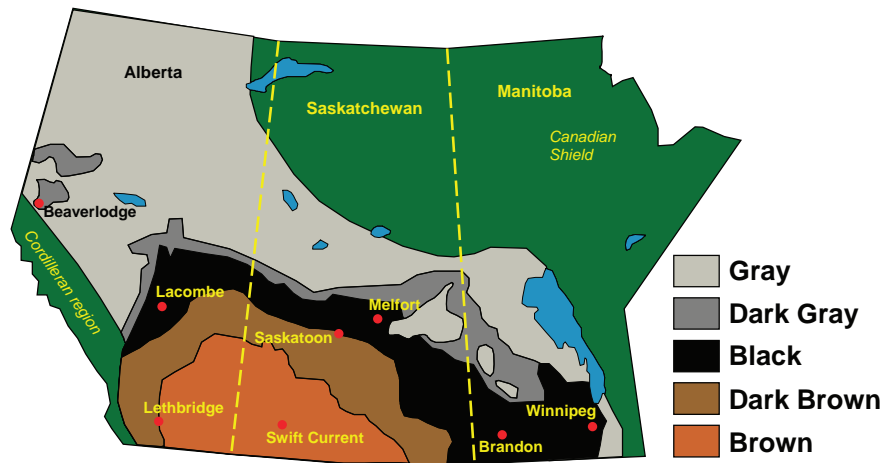 Alberta
Saskatchewan
Manitoba
Canadian
Shield
Beaverlodge
Cordilleran region
Lacombe
Melfort
Saskatoon
Lethbridge
Swift Current
Winnipeg
Brandon
Gray
Dark Gray
Black
Dark Brown
Brown